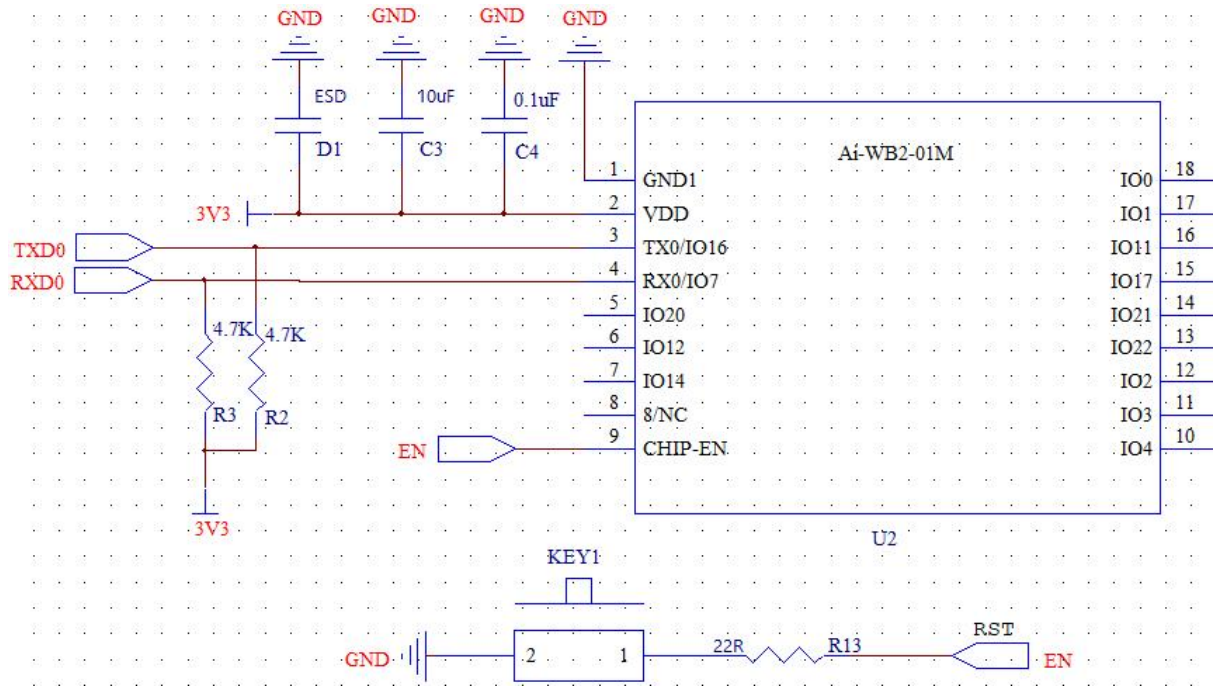 GND GND GND GND
ESD 10uF 0.1uF
D1 C3 C4
Ai-WB2-01M
1 GND1 IO0 18
3V3 2 VDD IO1 17
TXD0 3 TX0/IO16 IO11 16
RXD0 4 RX0/IO7 IO17 15
5 IO20 IO21 14
4.7K 4.7K
6 IO12 IO22 13
7 IO14 IO2 12
R3 R2 8 8/NC IO3 11
EN 9 CHIP-EN IO4 10
3V3
U2
KEY1
RST
GND 2 1 22R R13 EN